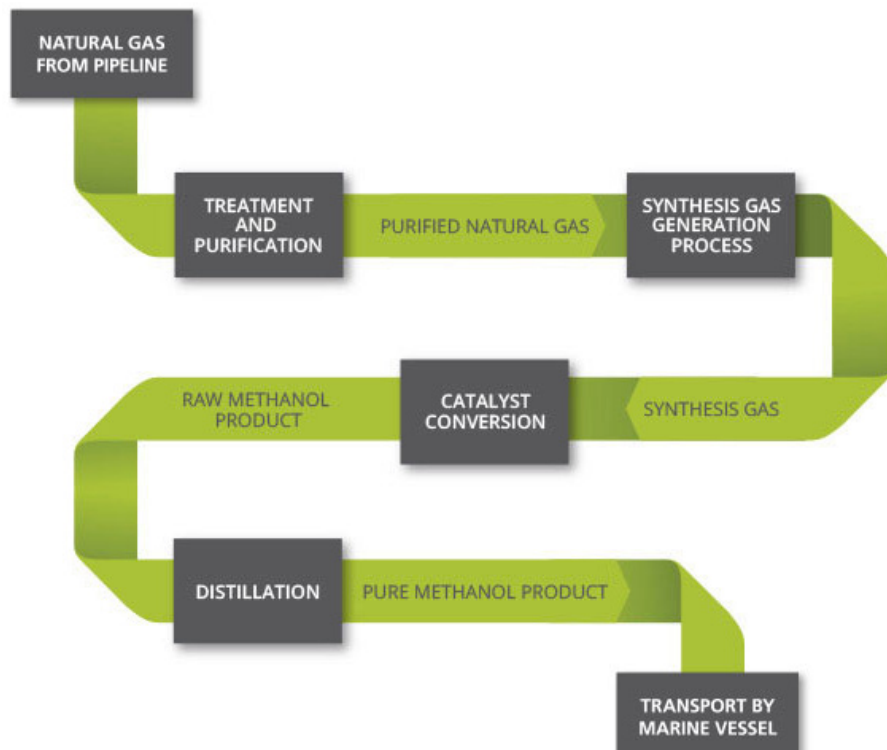 NATURAL GAS
FROM PIPELINE
TREATMENT
AND
PURIFICATION
PURIFIED NATURAL GAS
SYNTHESIS GAS
GENERATION
PROCESS
SYNTHESIS GAS
CATALYST
CONVERSION
RAW METHANOL
PRODUCT
DISTILLATION
PURE METHANOL PRODUCT
TRANSPORT BY
MARINE VESSEL